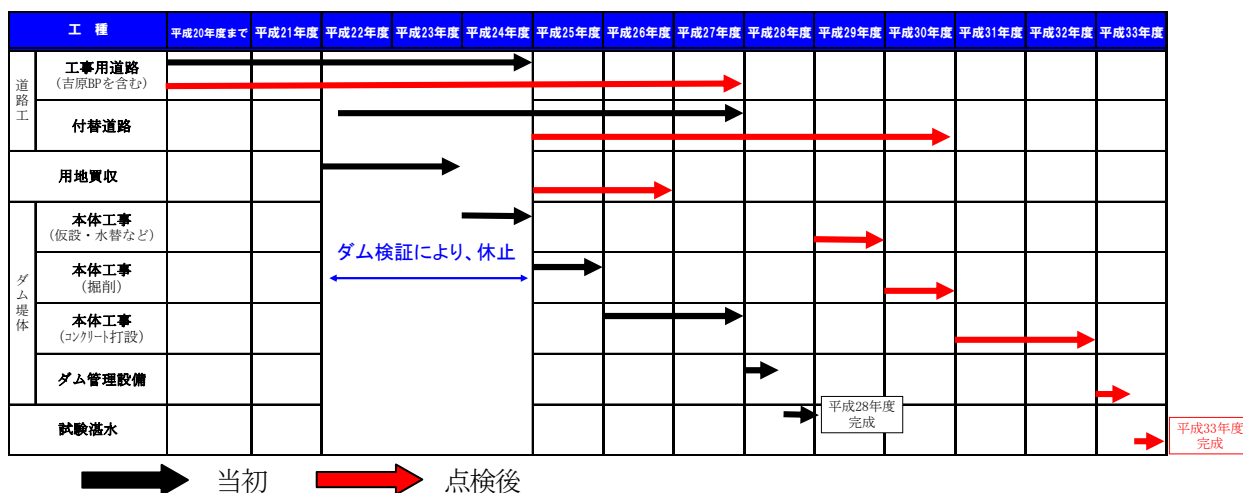 工　種 平成20年度まで 平成21年度 平成22年度 平成23年度 平成24年度 平成25年度 平成26年度 平成27年度 平成28年度 平成29年度 平成30年度 平成31年度 平成32年度 平成33年度
道路工
工事用道路
(吉原BPを含む)
付替道路
用地買収
ダム堤体
本体工事
(仮設・水替など)
ダム検証により、休止
本体工事
(掘削)
本体工事
(ｺﾝｸﾘｰﾄ打設)
ダム管理設備
平成28年度
完成
試験湛水
平成33年度
完成
当初
点検後